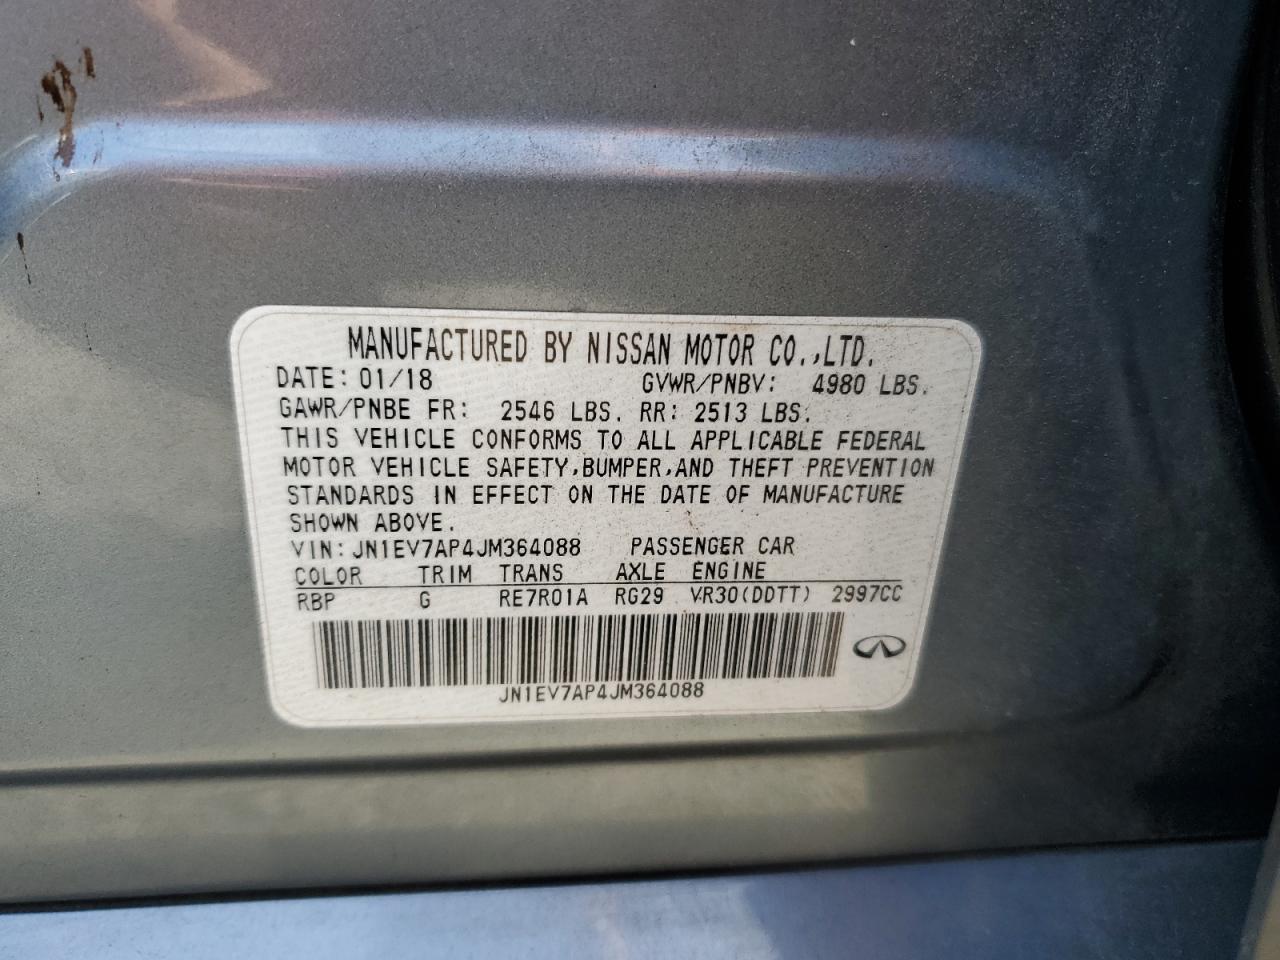 MANUFACTURED BY NISSAN MOTOR CO.,LTD.
DATE: 01/18 GVWR/PNBV: 4980 LBS.
GAWR/PNBE FR: 2546 LBS. RR: 2513 LBS.
THIS VEHICLE CONFORMS TO ALL APPLICABLE FEDERAL
MOTOR VEHICLE SAFETY,BUMPER,AND THEFT PREVENTION
STANDARDS IN EFFECT ON THE DATE OF MANUFACTURE
SHOWN ABOVE.
VIN: JN1EV7AP4JM364088 PASSENGER CAR
COLOR TRIM TRANS AXLE ENGINE
RBP G RE7R01A RG29 VR30(DDTT) 2997CC
JN1EV7AP4JM364088